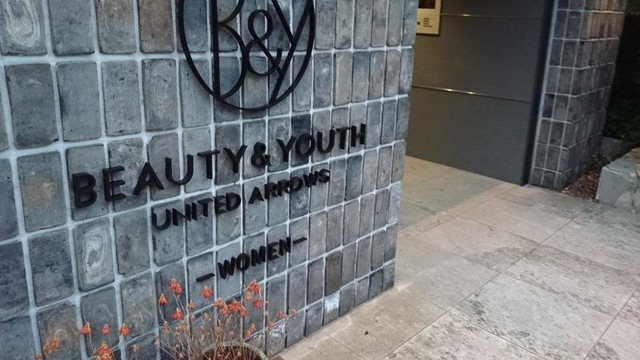 B&Y
BEAUTY & YOUTH
UNITED ARROWS
—WOMEN—